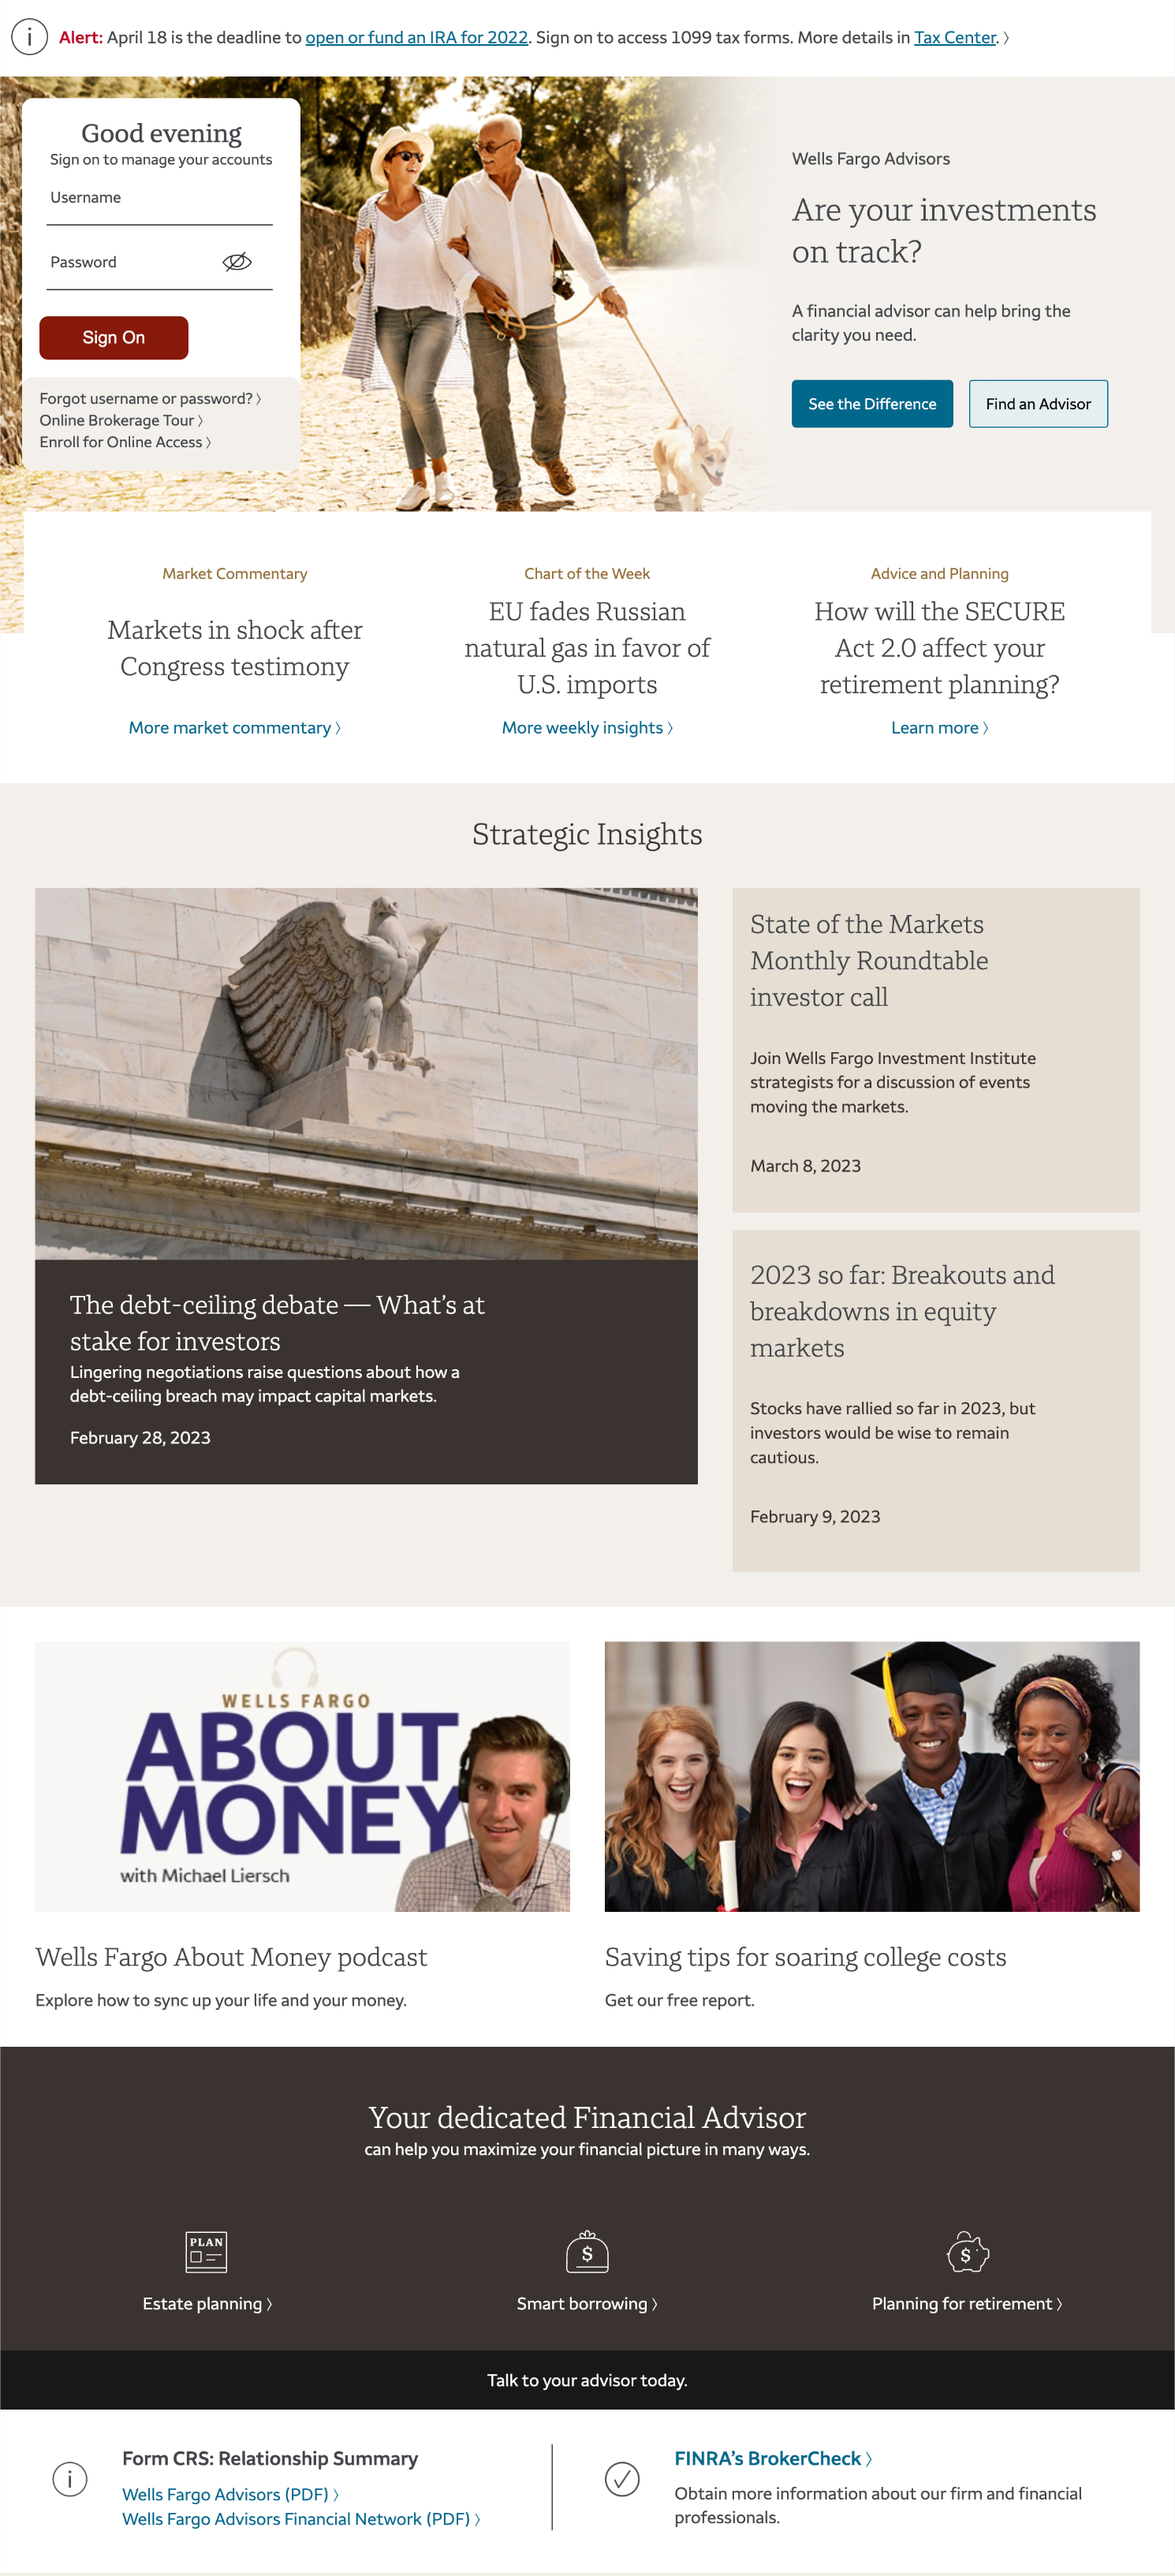 Alert: April 18 is the deadline to open or fund an IRA for 2022. Sign on to access 1099 tax forms. More details in Tax Center. 〉
Good evening
Sign on to manage your accounts
Username
Password
Sign On
Forgot username or password? 〉
Online Brokerage Tour 〉
Enroll for Online Access 〉
Wells Fargo Advisors
Are your investments
on track?
A financial advisor can help bring the
clarity you need.
See the Difference
Find an Advisor
Market Commentary
Markets in shock after
Congress testimony
More market commentary 〉
Chart of the Week
EU fades Russian
natural gas in favor of
U.S. imports
More weekly insights 〉
Advice and Planning
How will the SECURE
Act 2.0 affect your
retirement planning?
Learn more 〉
Strategic Insights
The debt-ceiling debate — What’s at
stake for investors
Lingering negotiations raise questions about how a
debt-ceiling breach may impact capital markets.
February 28, 2023
State of the Markets
Monthly Roundtable
investor call
Join Wells Fargo Investment Institute
strategists for a discussion of events
moving the markets.
March 8, 2023
2023 so far: Breakouts and
breakdowns in equity
markets
Stocks have rallied so far in 2023, but
investors would be wise to remain
cautious.
February 9, 2023
WELLS FARGO
ABOUT
MONEY
with Michael Liersch
Wells Fargo About Money podcast
Explore how to sync up your life and your money.
Saving tips for soaring college costs
Get our free report.
Your dedicated Financial Advisor
can help you maximize your financial picture in many ways.
PLAN
Estate planning 〉
$
Smart borrowing 〉
$
Planning for retirement 〉
Talk to your advisor today.
Form CRS: Relationship Summary
Wells Fargo Advisors (PDF) 〉
Wells Fargo Advisors Financial Network (PDF) 〉
FINRA’s BrokerCheck 〉
Obtain more information about our firm and financial
professionals.